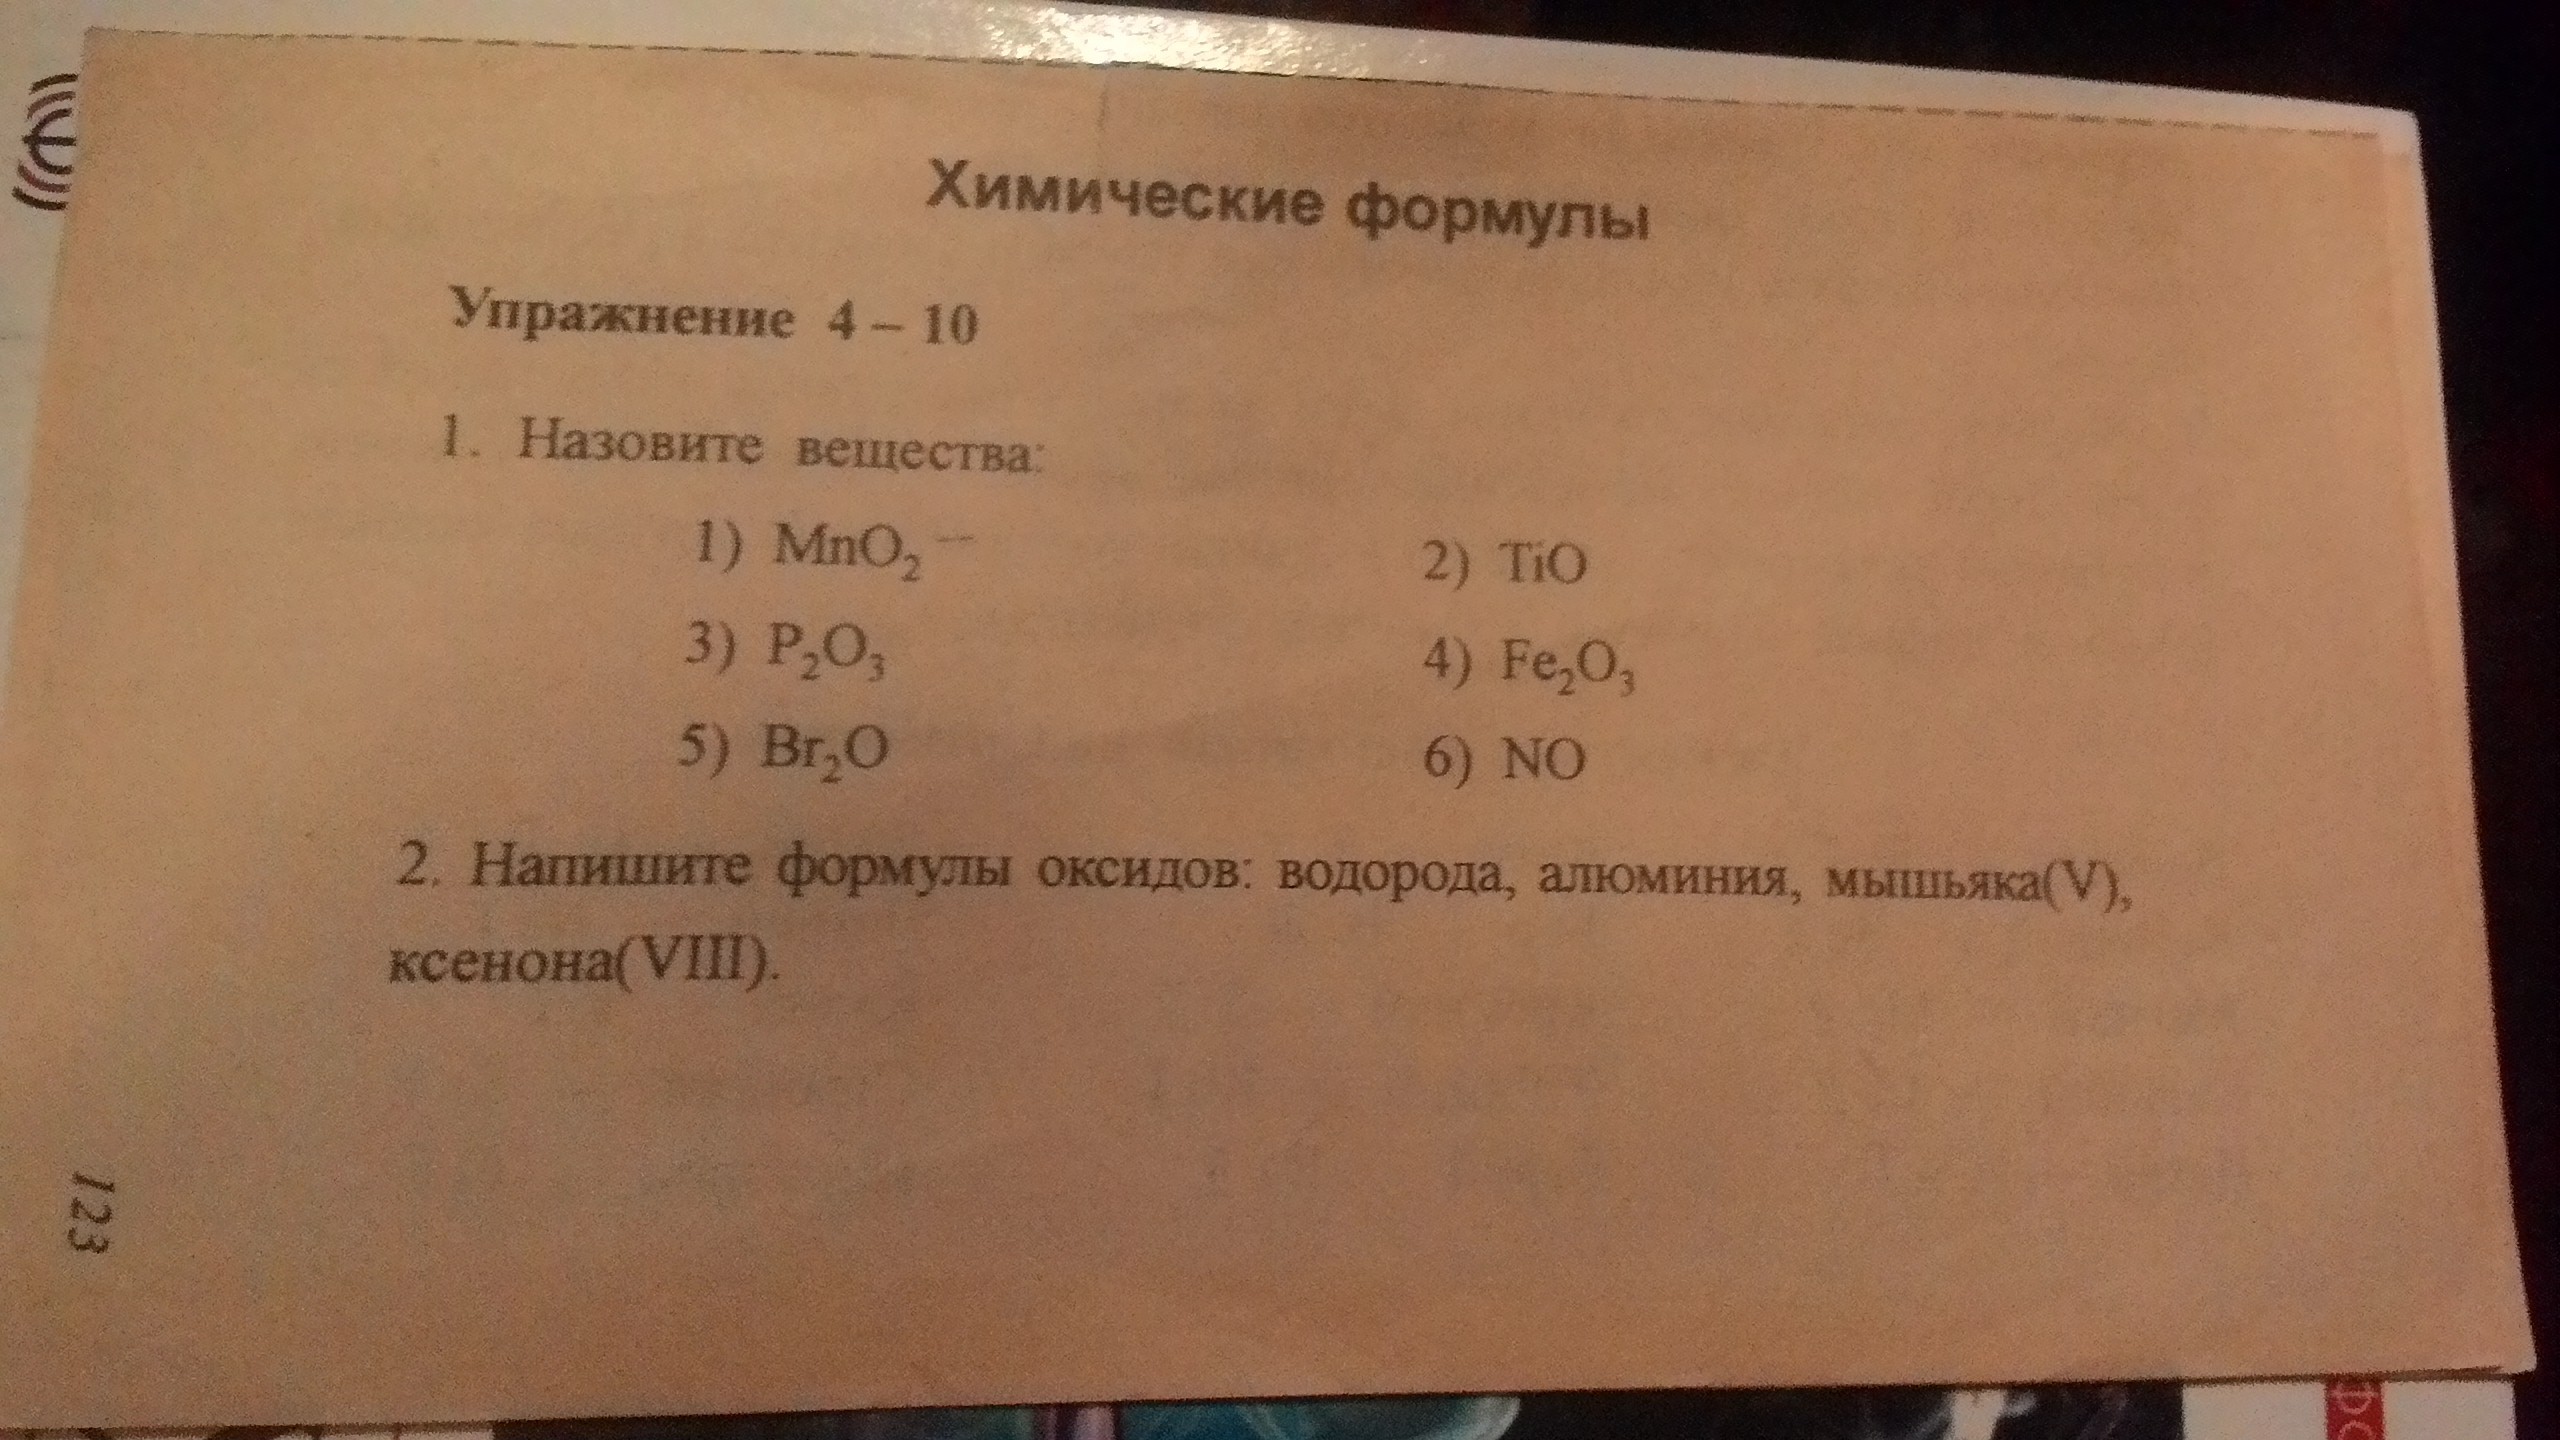 Химические формулы
Упражнение 4 – 10
1. Назовите вещества:
1) MnO₂ 2) TiO
3) P₂O₃ 4) Fe₂O₃
5) Br₂O 6) NO
2. Напишите формулы оксидов: водорода, алюминия, мышьяка(V),
ксенона(VIII).
123